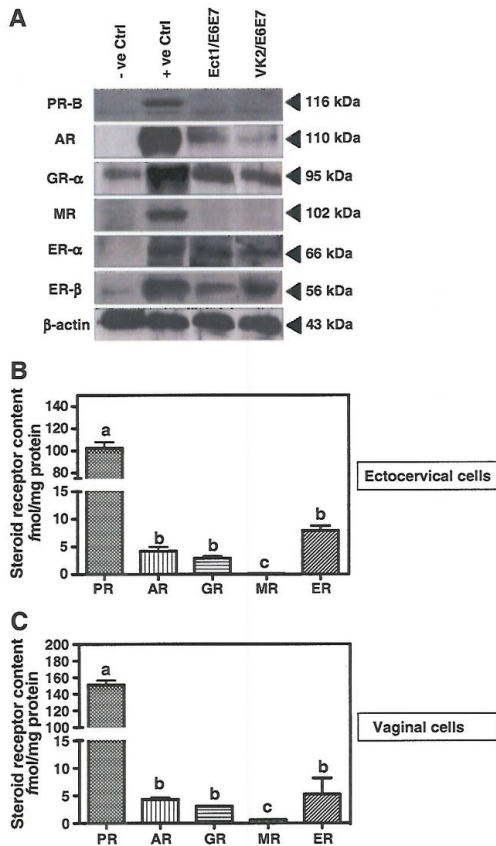 A
- ve Ctrl
+ ve Ctrl
Ect1/E6E7
VK2/E6E7
PR-B 116 kDa
AR 110 kDa
GR-α 95 kDa
MR 102 kDa
ER-α 66 kDa
ER-β 56 kDa
β-actin 43 kDa
B
Steroid receptor content
fmol/mg protein
140
120
100
80
15
10
5
0
a
b
b
c
b
PR AR GR MR ER
Ectocervical cells
C
Steroid receptor content
fmol/mg protein
200
180
160
140
120
100
15
10
5
0
a
b
b
c
b
PR AR GR MR ER
Vaginal cells